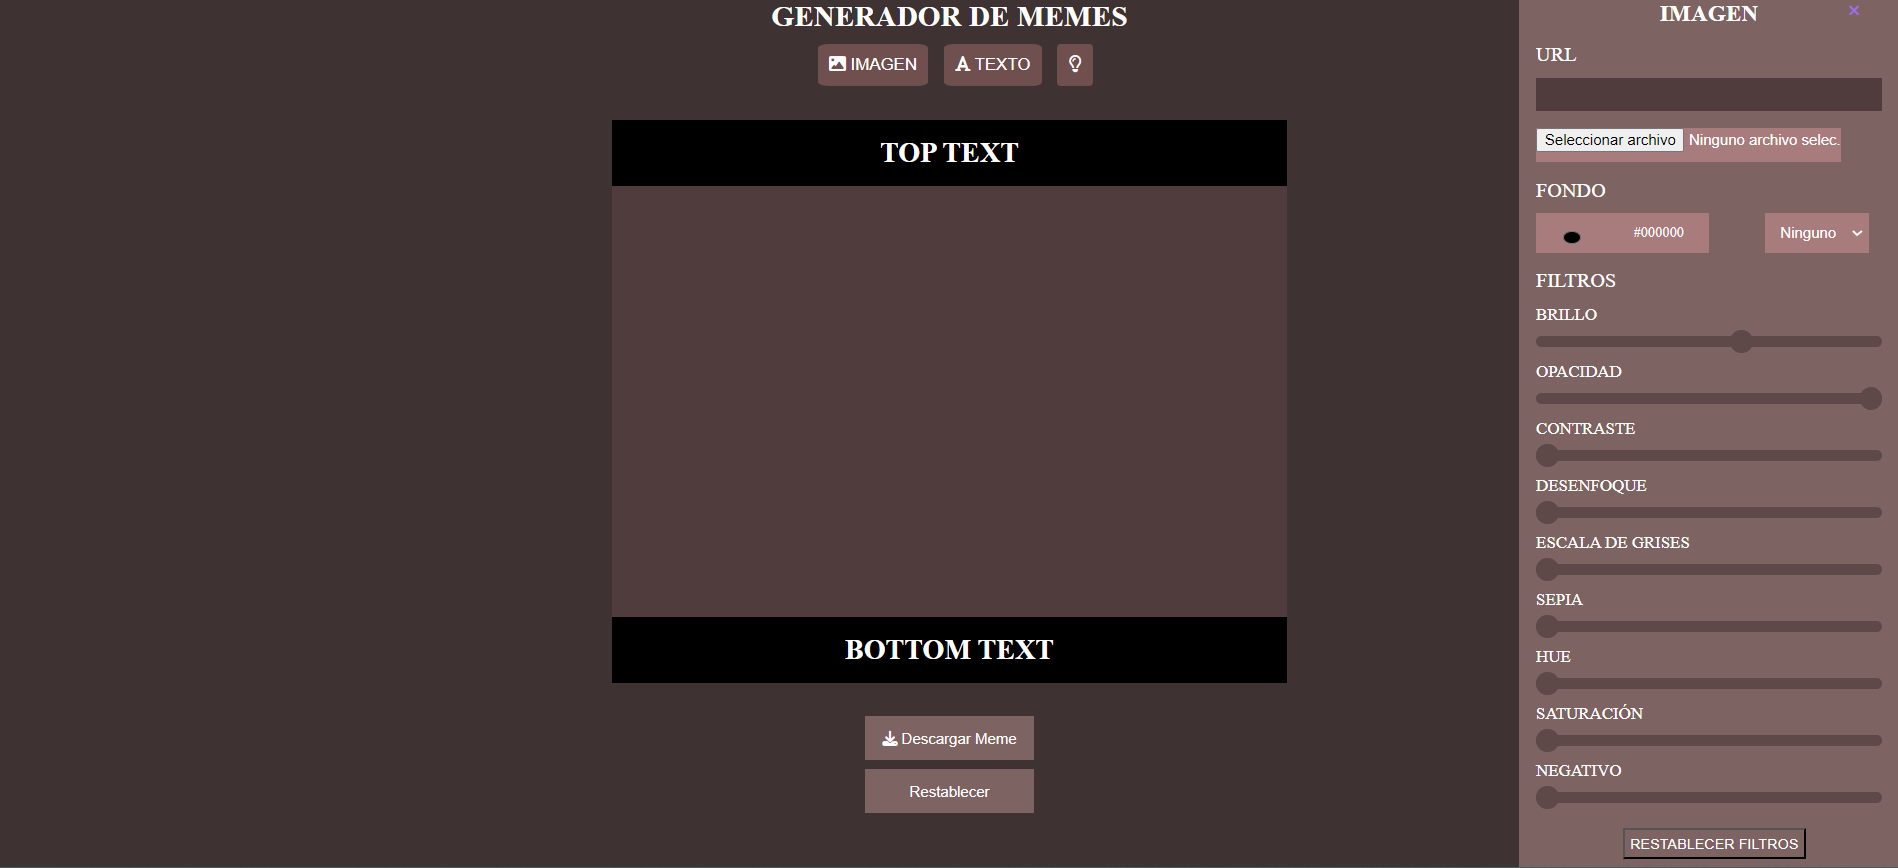 GENERADOR DE MEMES
IMAGEN
TEXTO
TOP TEXT
BOTTOM TEXT
Descargar Meme
Restablecer
IMAGEN
×
URL
Seleccionar archivo Ninguno archivo selec.
FONDO
#000000
Ninguno
FILTROS
BRILLO
OPACIDAD
CONTRASTE
DESENFOQUE
ESCALA DE GRISES
SEPIA
HUE
SATURACIÓN
NEGATIVO
RESTABLECER FILTROS